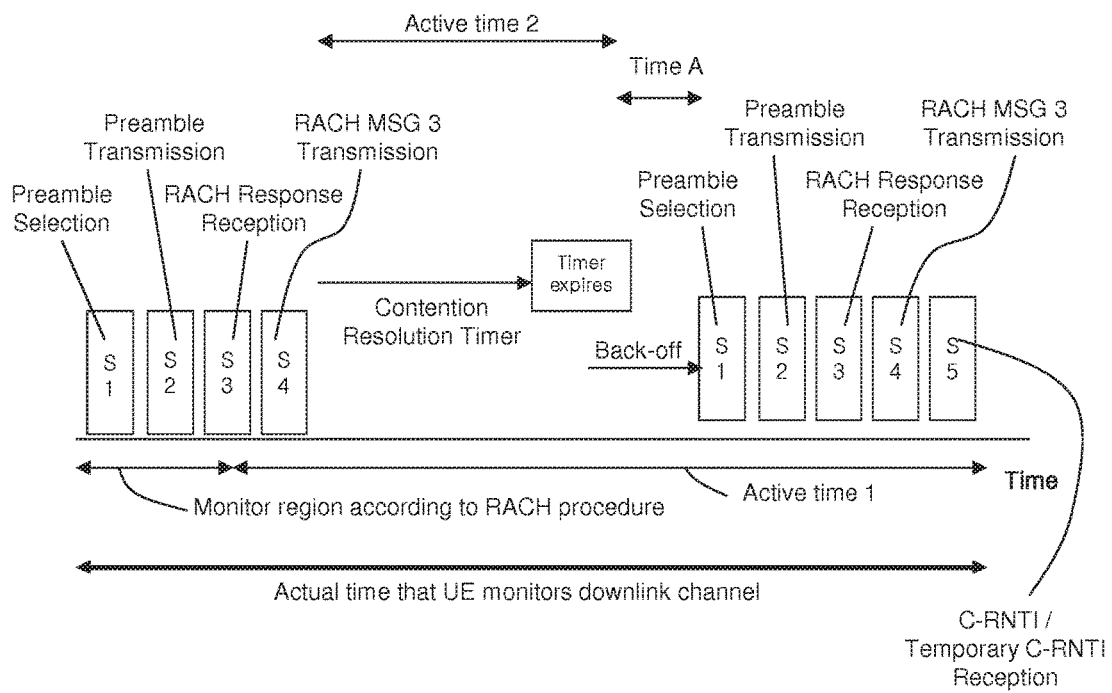 Active time 2
Time A
Preamble
Transmission
RACH MSG 3
Transmission
Preamble
Transmission
RACH MSG 3
Transmission
Preamble
Selection
RACH Response
Reception
Preamble
Selection
RACH Response
Reception
Timer
expires
Contention
Resolution Timer
Back-off
S
1
S
2
S
3
S
4
S
1
S
2
S
3
S
4
S
5
Monitor region according to RACH procedure
Active time 1
Time
Actual time that UE monitors downlink channel
C-RNTI /
Temporary C-RNTI
Reception